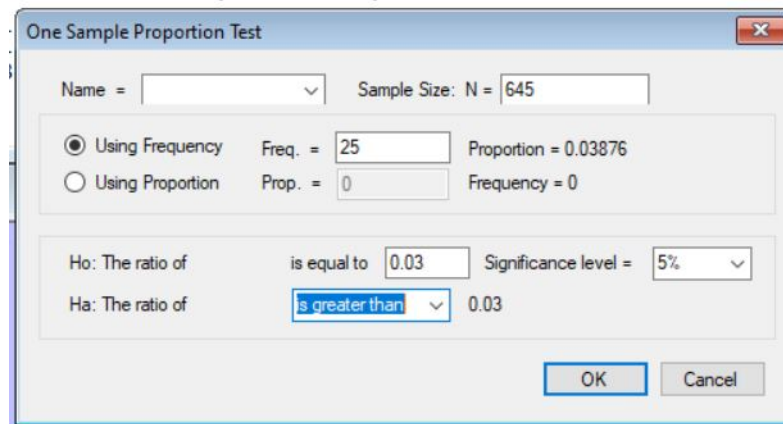 One Sample Proportion Test
Name = Sample Size: N = 645
Using Frequency Freq. = 25 Proportion = 0.03876
Using Proportion Prop. = 0 Frequency = 0
Ho: The ratio of is equal to 0.03 Significance level = 5%
Ha: The ratio of is greater than 0.03
OK Cancel